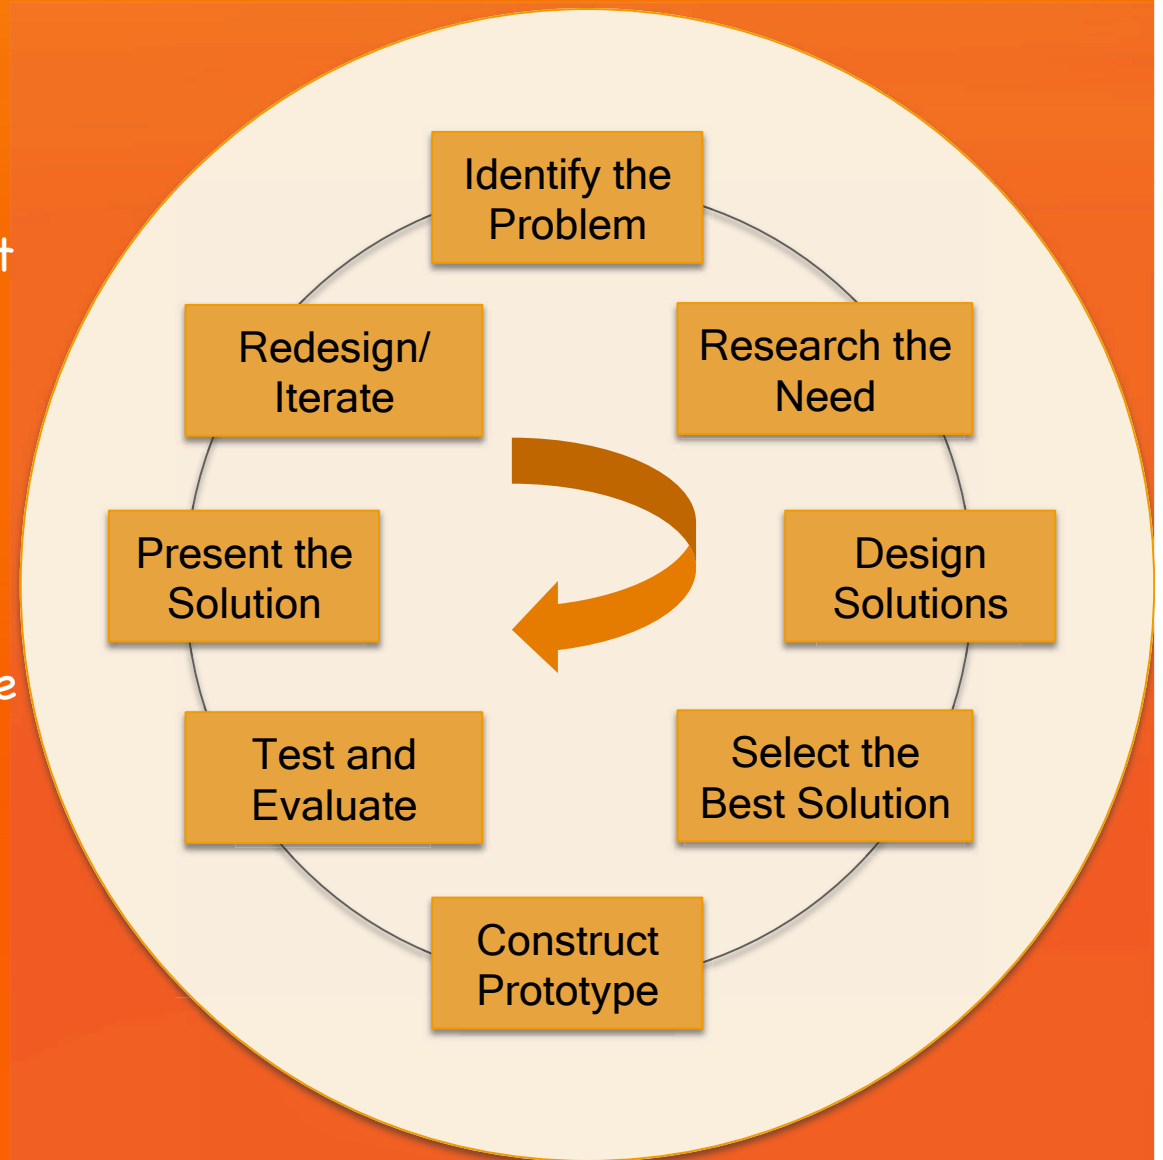 Identify the
Problem
Research the
Need
Design
Solutions
Select the
Best Solution
Construct
Prototype
Test and
Evaluate
Present the
Solution
Redesign/
Iterate
t
e